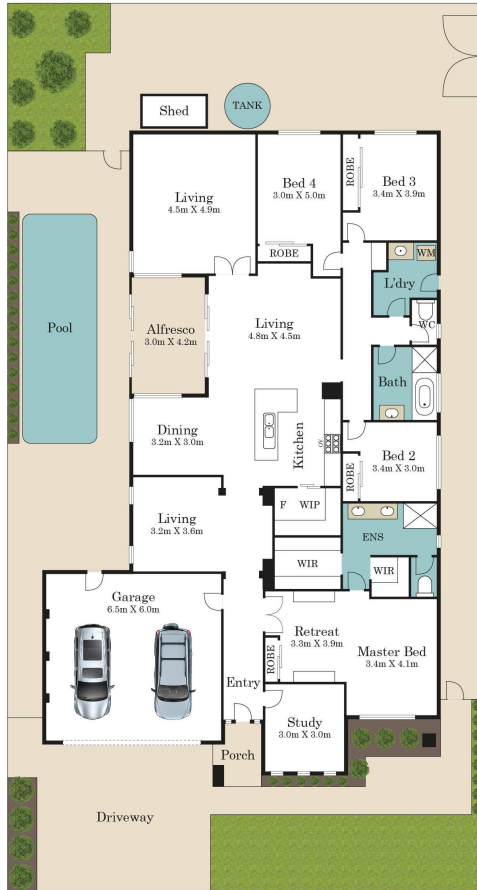 Shed
TANK
Living
4.5m X 4.9m
Bed 4
3.0m X 5.0m
ROBE
ROBE
Bed 3
3.4m X 3.9m
WM
L'dry
WC
Pool
Alfresco
3.0m X 4.2m
Living
4.8m X 4.5m
Bath
Dining
3.2m X 3.0m
Kitchen
OV
Bed 2
3.4m X 3.0m
ROBE
Living
3.2m X 3.6m
F
WIP
ENS
WIR
WIR
Garage
6.5m X 6.0m
Retreat
3.3m X 3.9m
Master Bed
3.4m X 4.1m
ROBE
Entry
Study
3.0m X 3.0m
Porch
Driveway